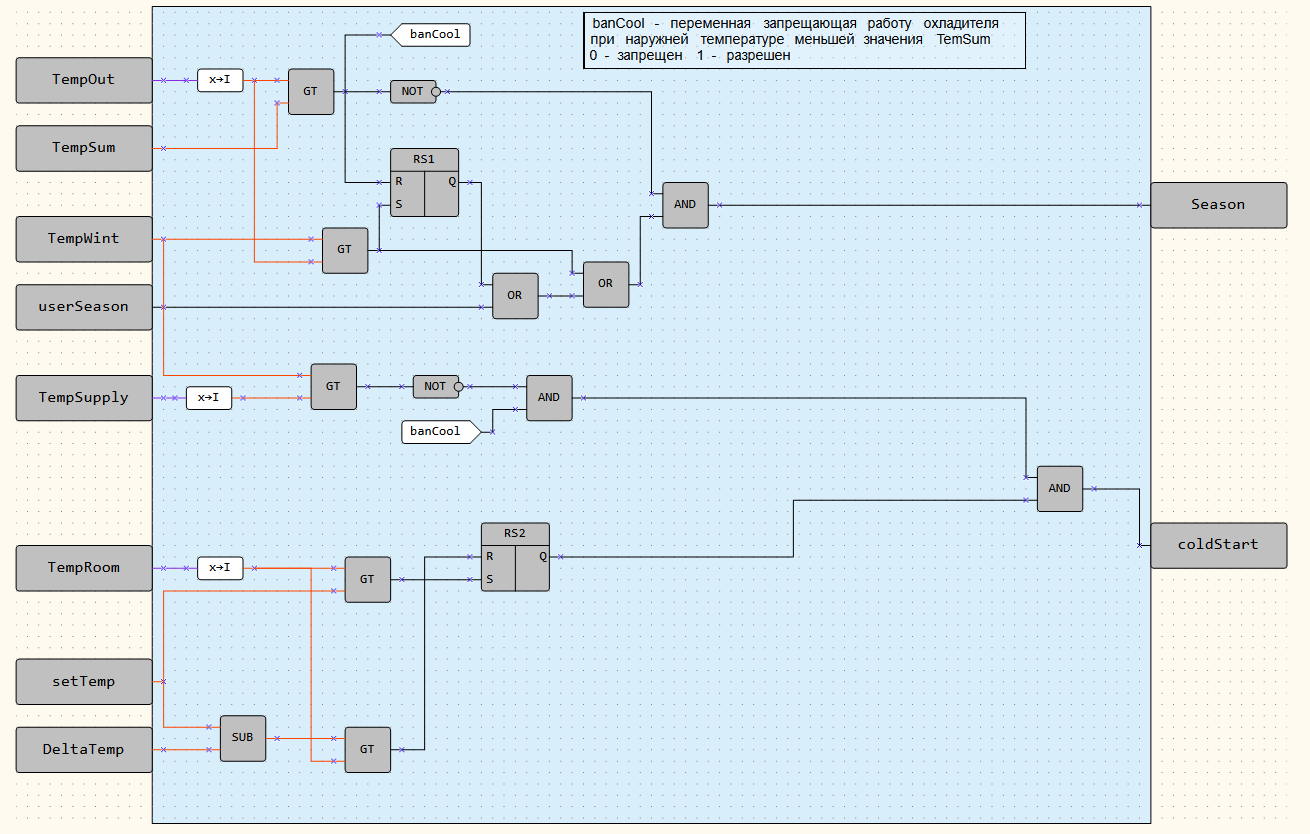 banCool
banCool - переменная запрещающая работу охладителя
при наружней температуре меньшей значения TemSum
0 - запрещен 1 - разрешен
TempOut
x→I
GT
NOT
TempSum
RS1
R
Q
S
AND
Season
TempWint
GT
OR
OR
userSeason
GT
NOT
AND
TempSupply
x→I
banCool
AND
RS2
R
Q
S
coldStart
TempRoom
x→I
GT
setTemp
SUB
GT
DeltaTemp